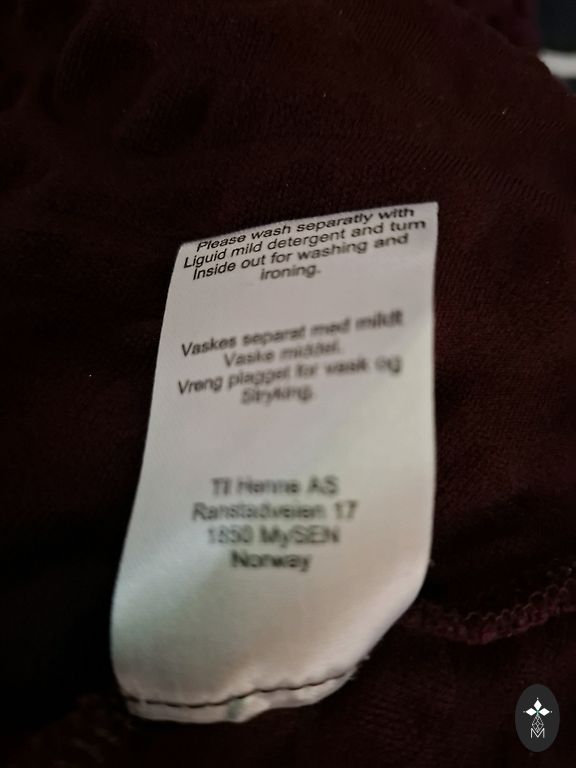 Please wash separatly with
Liguid mild detergent and turn
Inside out for washing and
ironing.
Vaskes separat med mildt
Vaske middel.
Vreng plagget for vask og
Stryking.
Til Henne AS
Ranstadveien 17
1850 MySEN
Norway
M